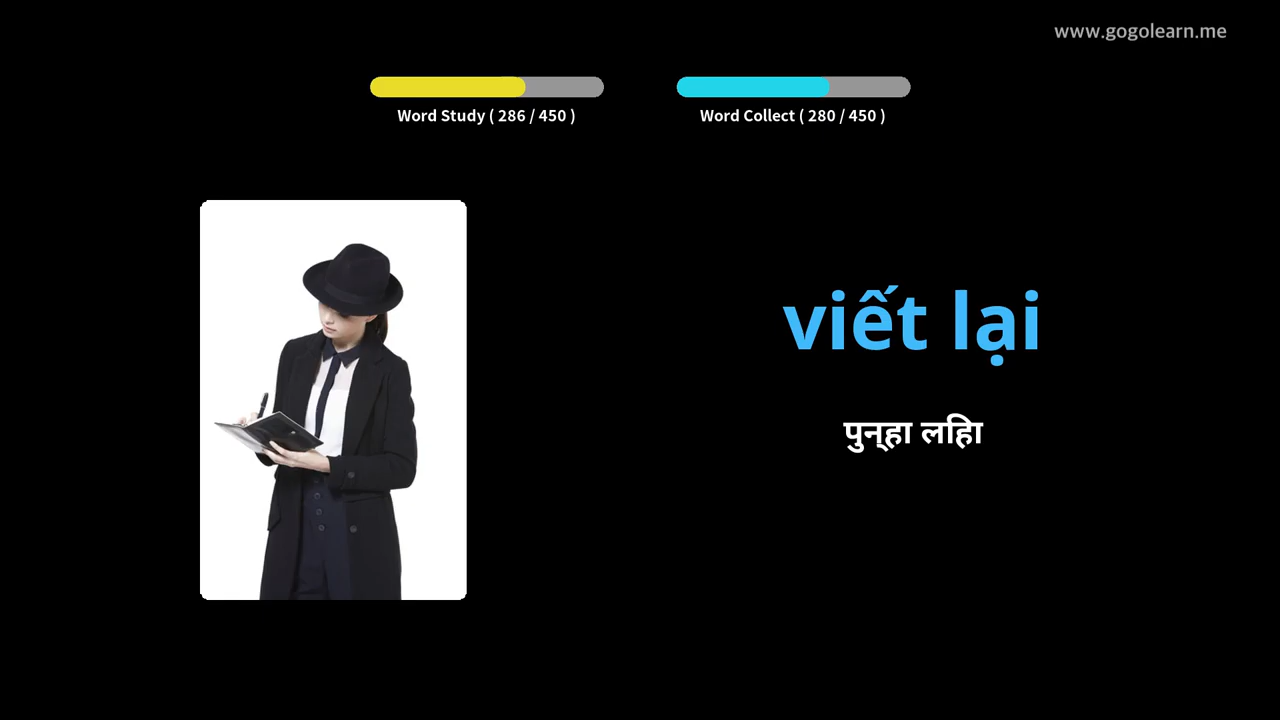 www.gogolearn.me
Word Study ( 286 / 450 )
Word Collect ( 280 / 450 )
viết lại
पुन्हा लिहा